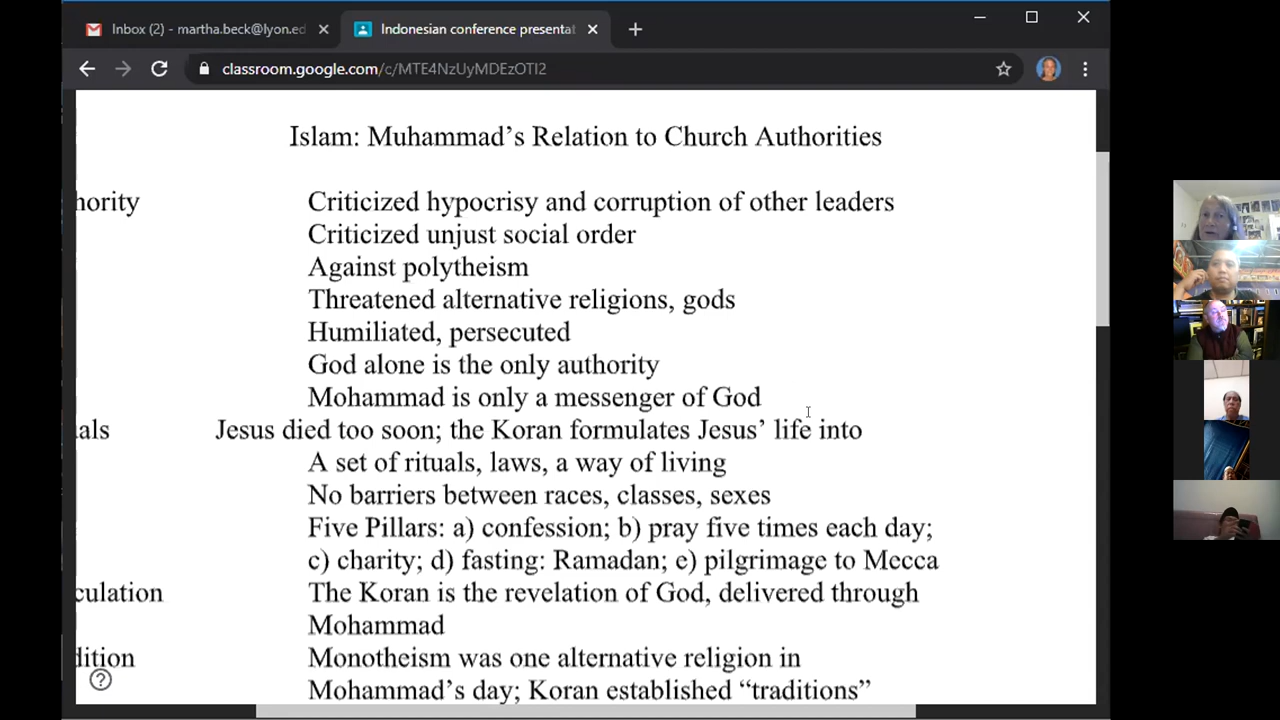 Inbox (2) - martha.beck@lyon.ed
Indonesian conference presentat
classroom.google.com/c/MTE4NzUyMDEzOTI2
Islam: Muhammad’s Relation to Church Authorities
hority Criticized hypocrisy and corruption of other leaders
Criticized unjust social order
Against polytheism
Threatened alternative religions, gods
Humiliated, persecuted
God alone is the only authority
Mohammad is only a messenger of God
als Jesus died too soon; the Koran formulates Jesus’ life into
A set of rituals, laws, a way of living
No barriers between races, classes, sexes
Five Pillars: a) confession; b) pray five times each day;
c) charity; d) fasting: Ramadan; e) pilgrimage to Mecca
culation The Koran is the revelation of God, delivered through
Mohammad
dition Monotheism was one alternative religion in
Mohammad’s day; Koran established “traditions”